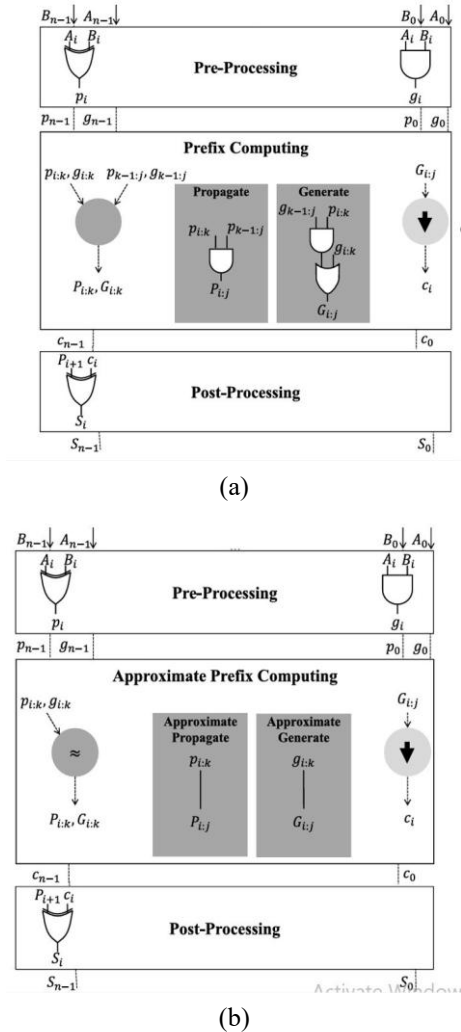 B_{n-1} A_{n-1} B_0 A_0
A_i B_i A_i B_i
Pre-Processing
p_i g_i
p_{n-1} g_{n-1} p_0 g_0
Prefix Computing
p_{i:k}, g_{i:k} p_{k-1:j}, g_{k-1:j} G_{i:j}
Propagate Generate
p_{i:k} p_{k-1:j} g_{k-1:j} p_{i:k}
g_{i:k}
P_{i:k}, G_{i:k} P_{i:j} G_{i:j} c_i
c_{n-1} c_0
P_{i+1} c_i
Post-Processing
S_i
S_{n-1} S_0
(a)
B_{n-1} A_{n-1} ... B_0 A_0
A_i B_i A_i B_i
Pre-Processing
p_i g_i
p_{n-1} g_{n-1} p_0 g_0
Approximate Prefix Computing
p_{i:k}, g_{i:k} G_{i:j}
Approximate Approximate
Propagate Generate
p_{i:k} g_{i:k}
≈
P_{i:k}, G_{i:k} P_{i:j} G_{i:j} c_i
c_{n-1} c_0
P_{i+1} c_i
Post-Processing
S_i
S_{n-1} S_0
Activate Window
(b)